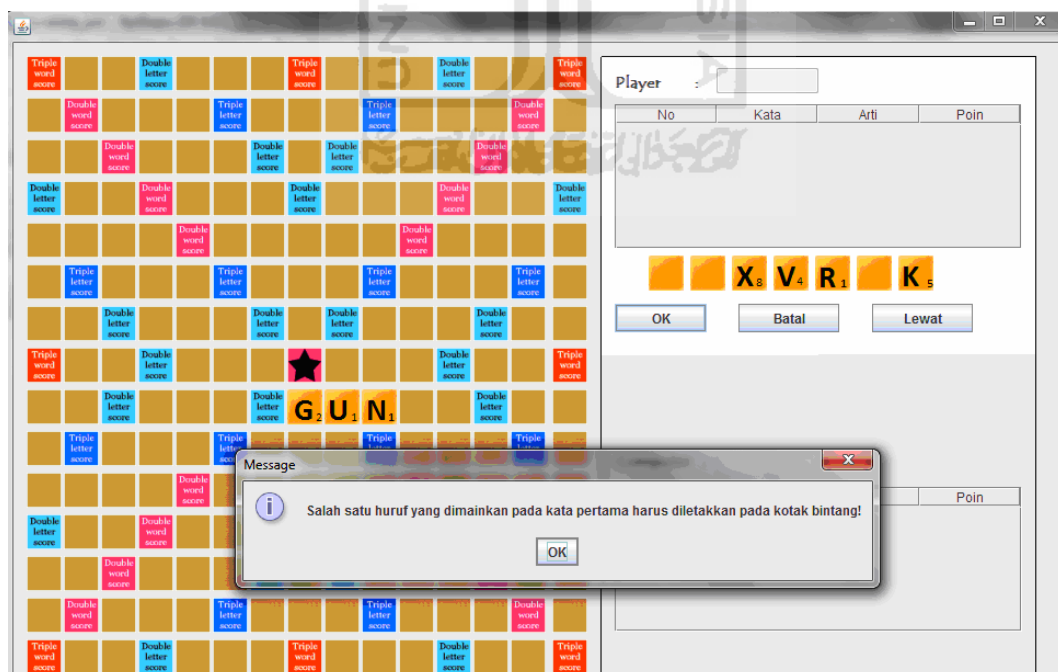 Triple Double Triple Double Triple
word letter word letter word
score score score score score
Player :
Double Triple Triple Double
word letter letter word
score score score score
No Kata Arti Poin
Double Double Double Double
word letter letter word
score score score score
Double Double Double Double Double
letter word letter word letter
score score score score score
Double Double
word word
score score
Triple Triple Triple Triple
letter letter letter letter
score score score score
X8 V4 R1 K5
OK Batal Lewat
Double Double Double Double
letter letter letter letter
score score score score
Triple Double Double Triple
word letter letter word
score score score score
Double Double Double
letter letter letter
score score score
G2 U1 N1
Triple Triple Triple Triple
letter
score
Message
Salah satu huruf yang dimainkan pada kata pertama harus diletakkan pada kotak bintang!
OK
Double
word
score
Poin
Double Double
letter word
score score
Double
word
score
Double Triple Triple Double
word letter letter word
score score score score
Triple Double Triple Double Triple
word letter word letter word
score score score score score